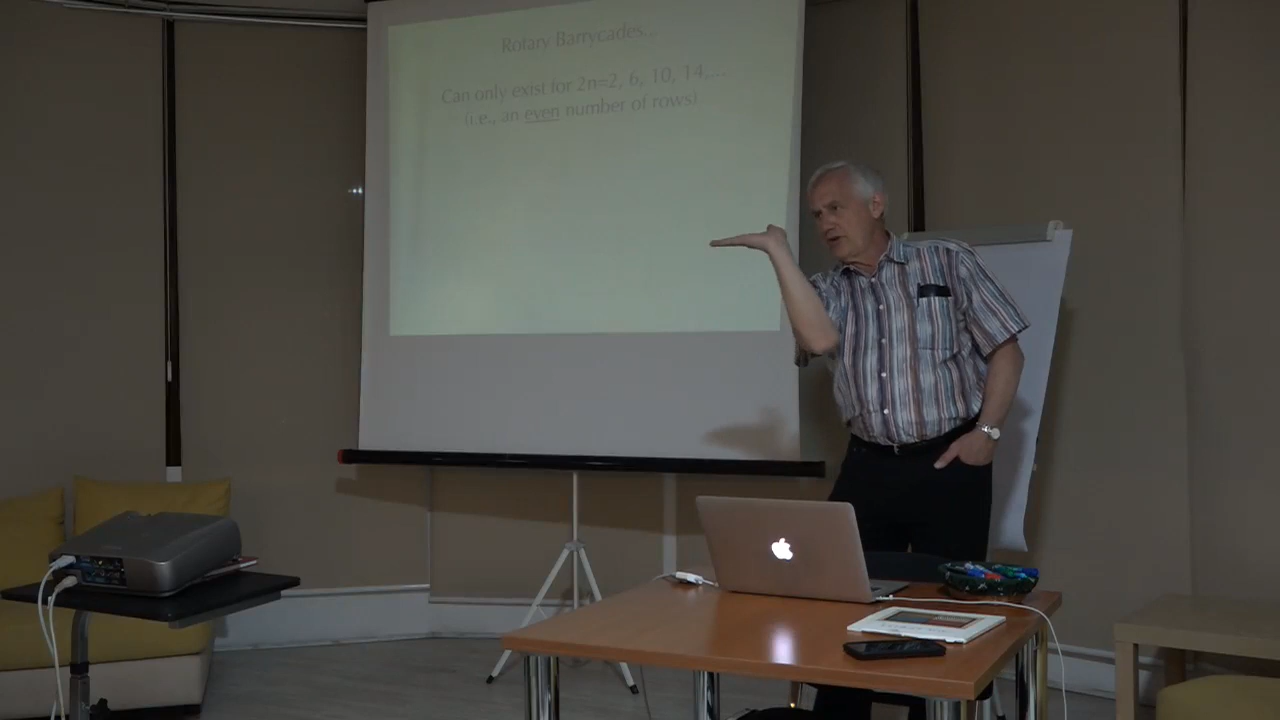 Rotary Barrycades...
Can only exist for 2n=2, 6, 10, 14....
(i.e., an even number of rows)